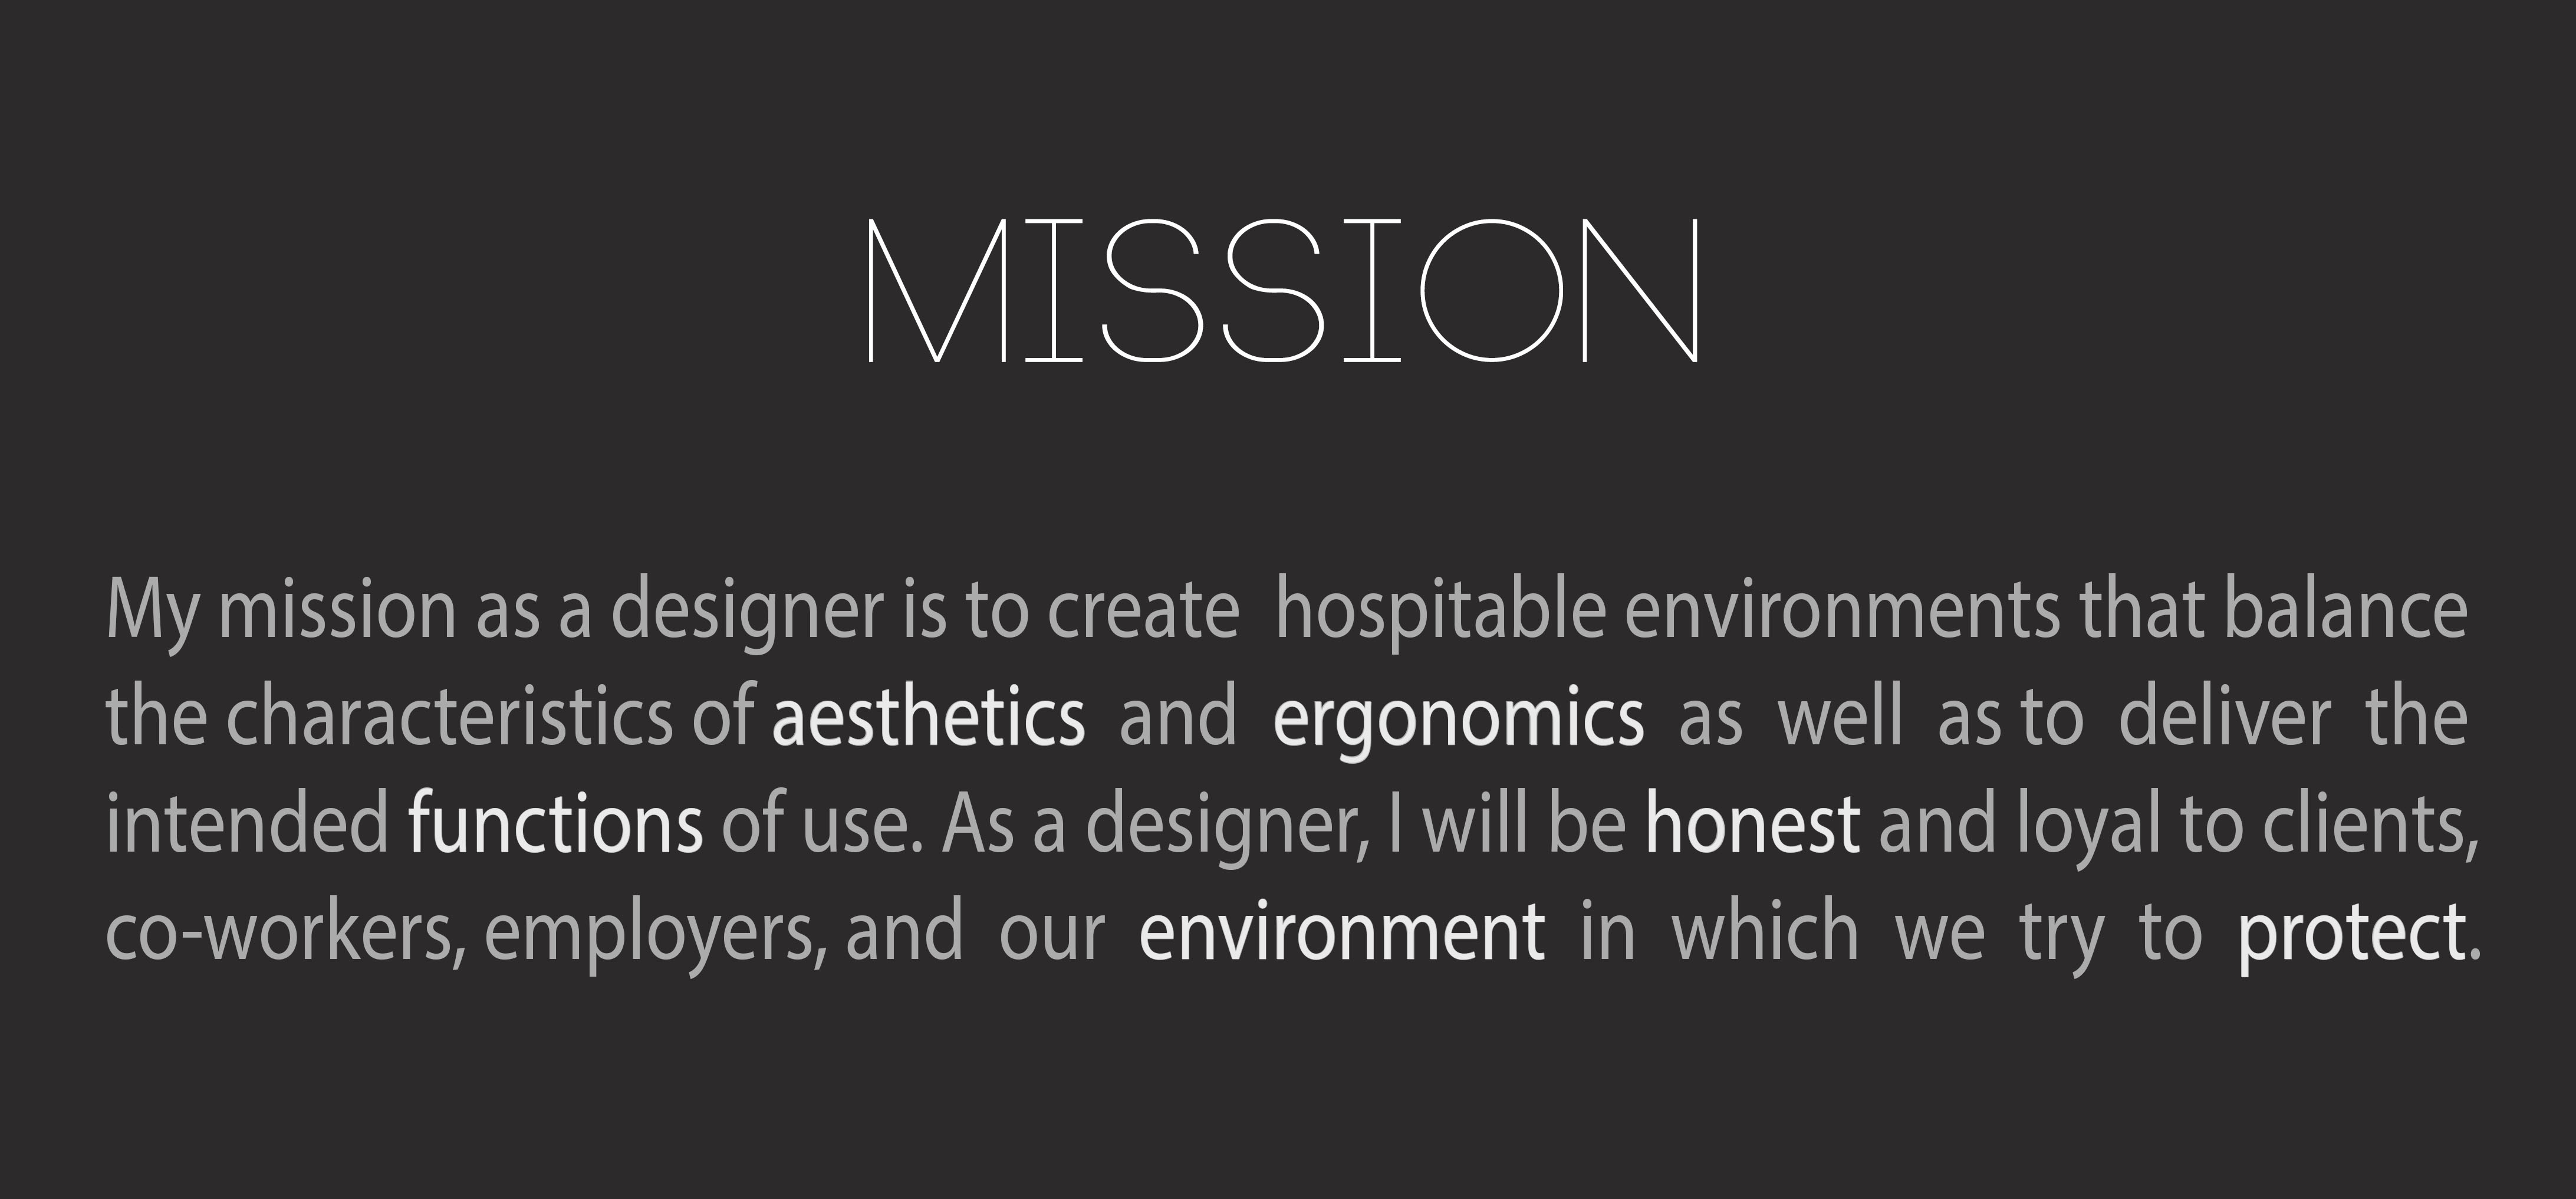 MISSION
My mission as a designer is to create hospitable environments that balance
the characteristics of aesthetics and ergonomics as well as to deliver the
intended functions of use. As a designer, I will be honest and loyal to clients,
co-workers, employers, and our environment in which we try to protect.